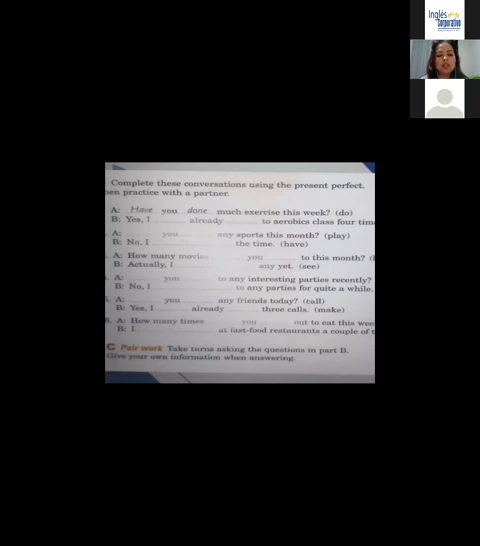 Inglés
Corporativo
Complete these conversations using the present perfect.
practice with a partner.
A: Have you done much exercise this week? (do)
B: Yes, I ........ already ........ to aerobics class four
A: ........ you ........ any sports this month? (play)
B: No, I ........ the time. (have)
A: How many movies ........ you ........ to this month?
B: Actually, I ........ any yet. (see)
A: ........ you ........ to any interesting parties recently?
B: No, I ........ to any parties for quite a while.
A: ........ you ........ any friends today? (call)
B: Yes, I ........ already ........ three calls. (make)
A: How many times ........ you ........ out to eat this
B: I ........ at fast-food restaurants a couple of
C Pair work Take turns asking the questions in part B.
Give your own information when answering.